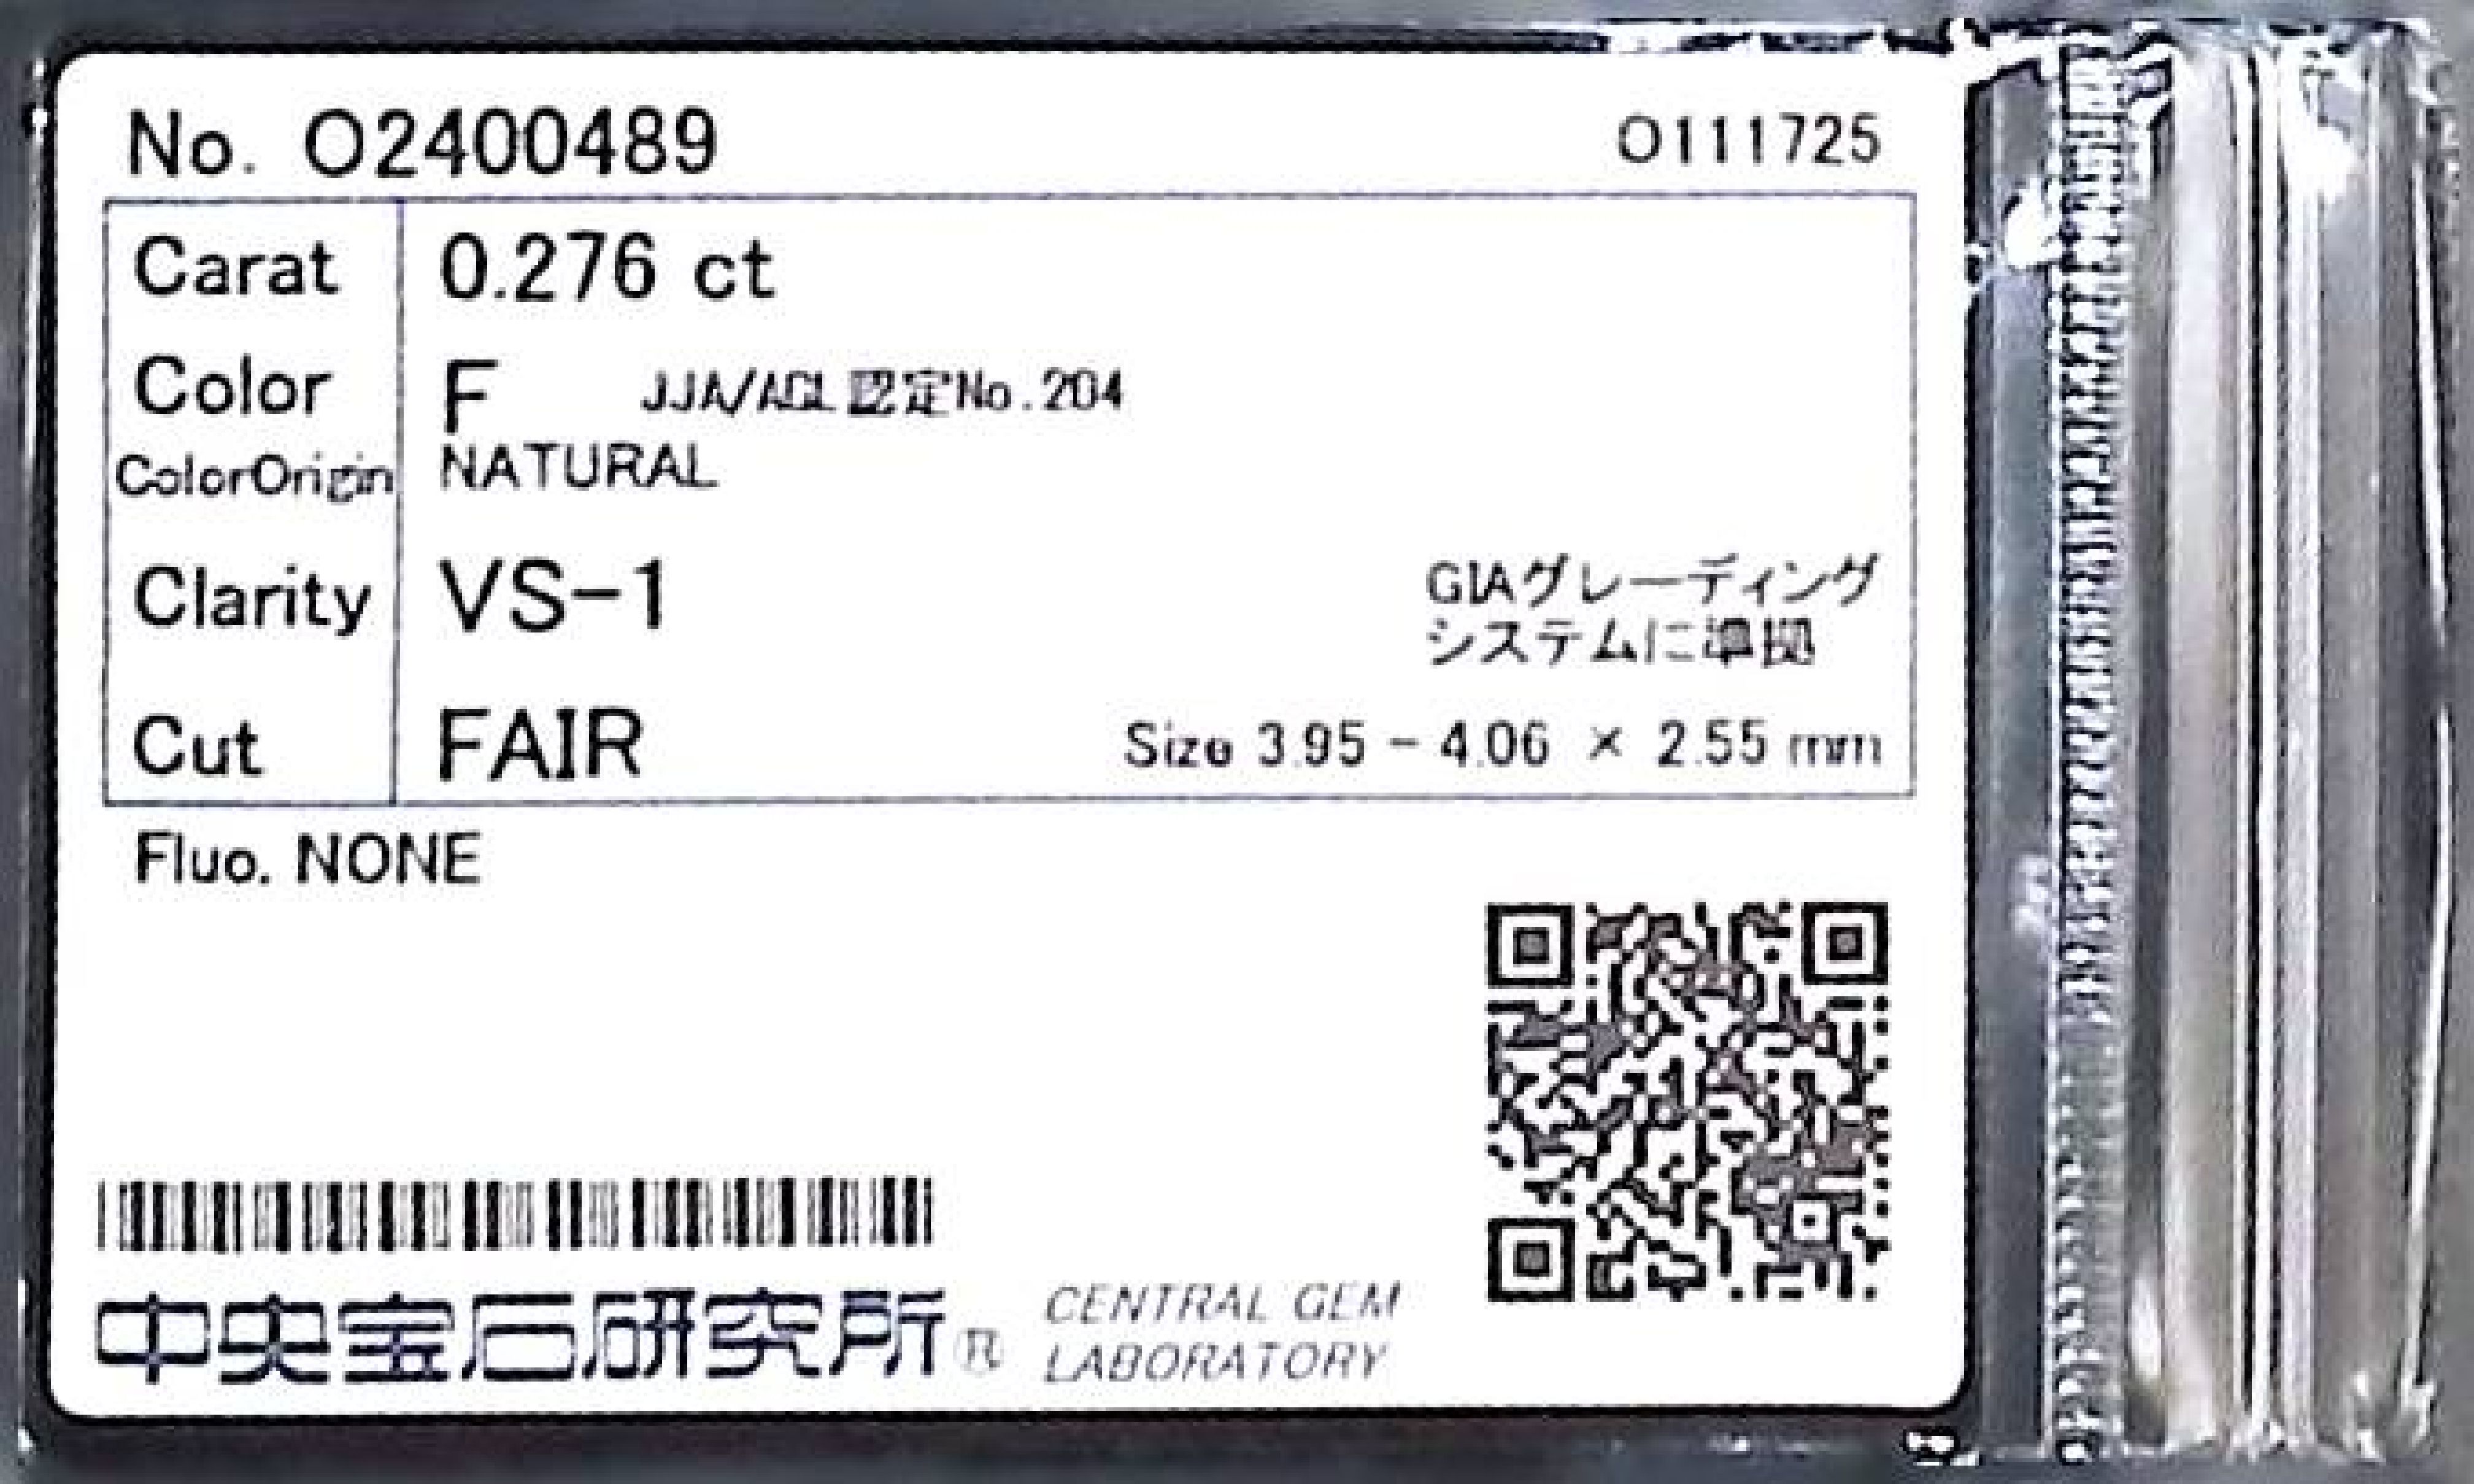 No. O2400489 O111725
Carat 0.276 ct
Color F JJA/AGL認定No.204
ColorOrigin NATURAL
Clarity VS-1
GIAグレーディング
システムに準拠
Cut FAIR Size 3.95 - 4.06 × 2.55 mm
Fluo. NONE
中央宝石研究所® CENTRAL GEM
LABORATORY